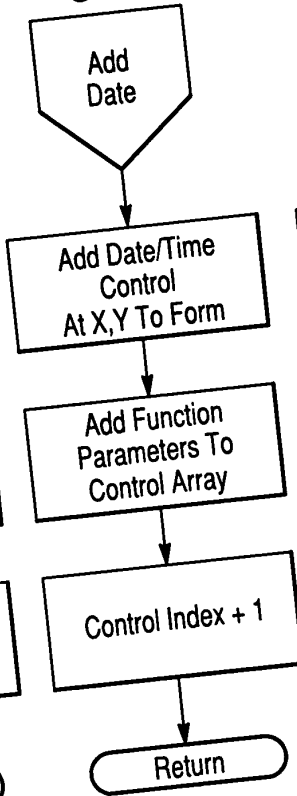 Add
Date
Add Date/Time
Control
At X,Y To Form
Add Function
Parameters To
Control Array
Control Index + 1
Return